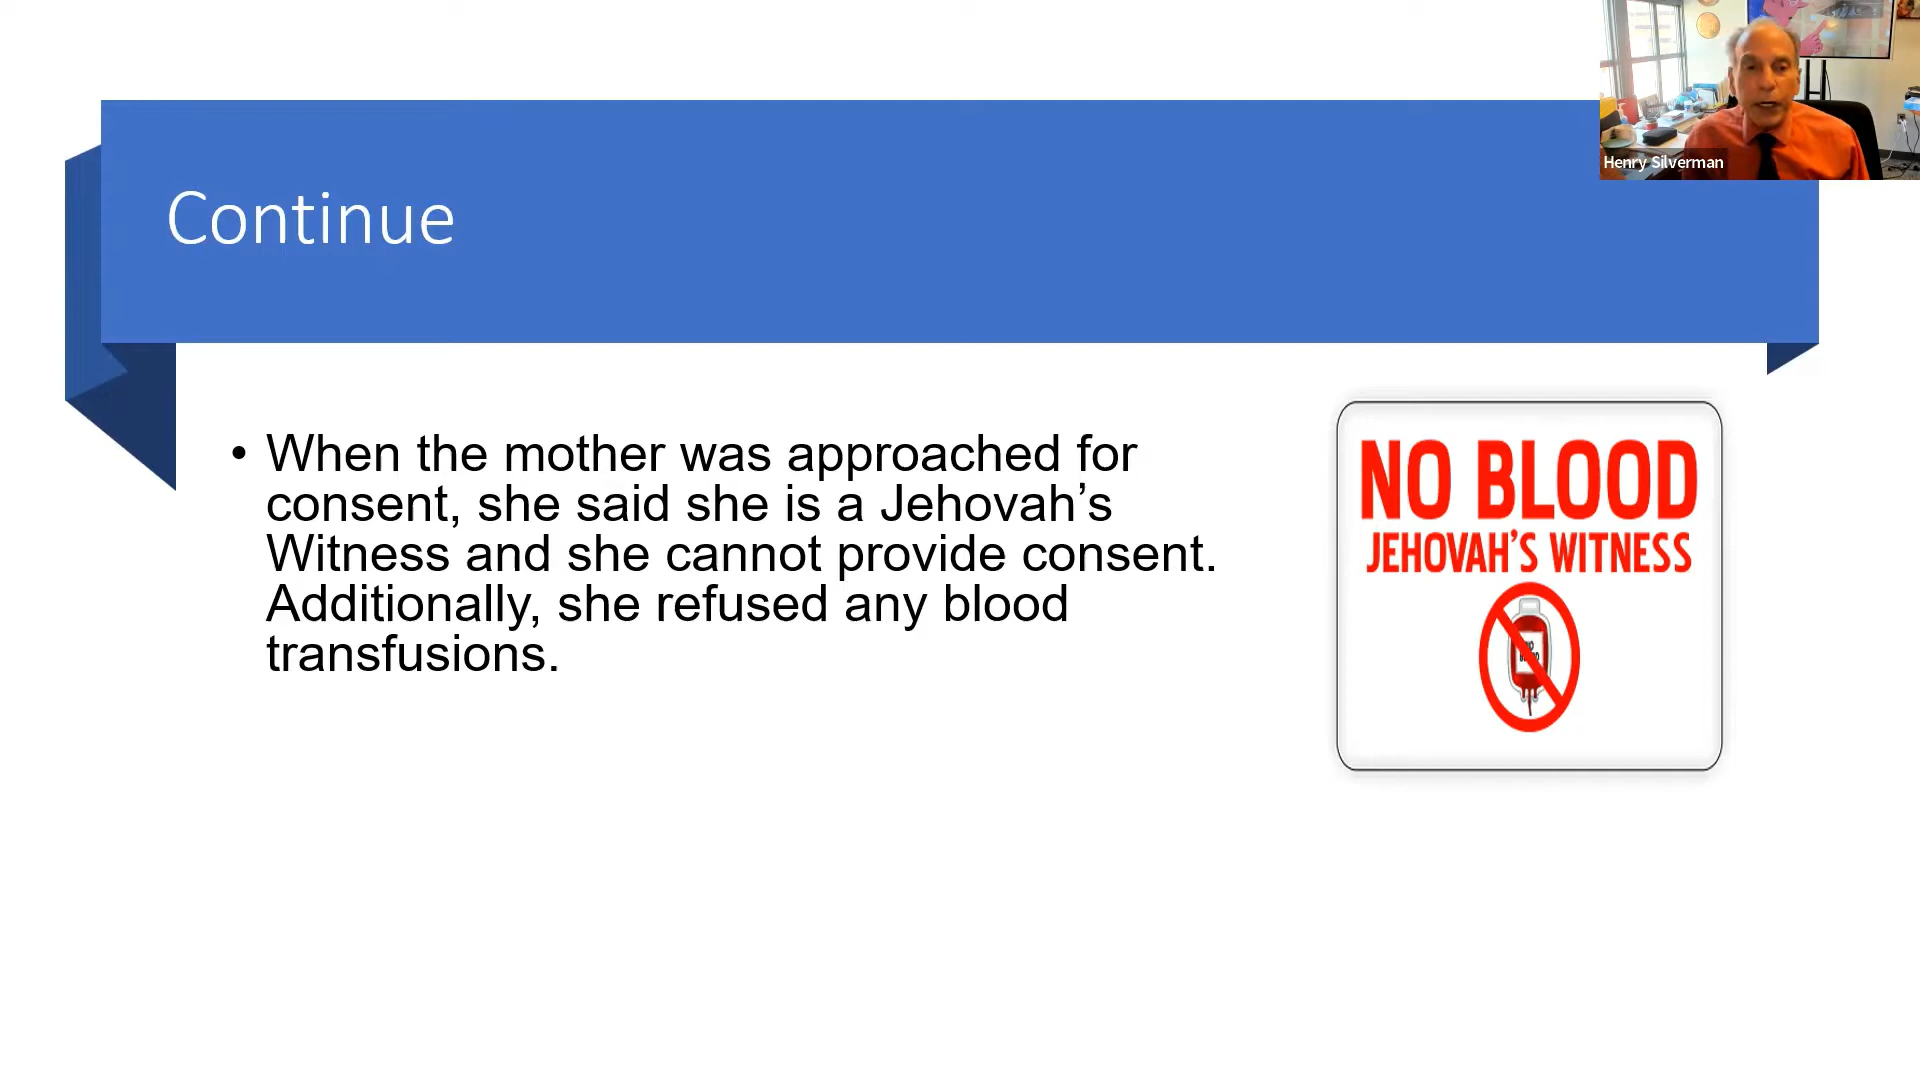 Henry Silverman
Continue
• When the mother was approached for
consent, she said she is a Jehovah’s
Witness and she cannot provide consent.
Additionally, she refused any blood
transfusions.
NO BLOOD
JEHOVAH’S WITNESS